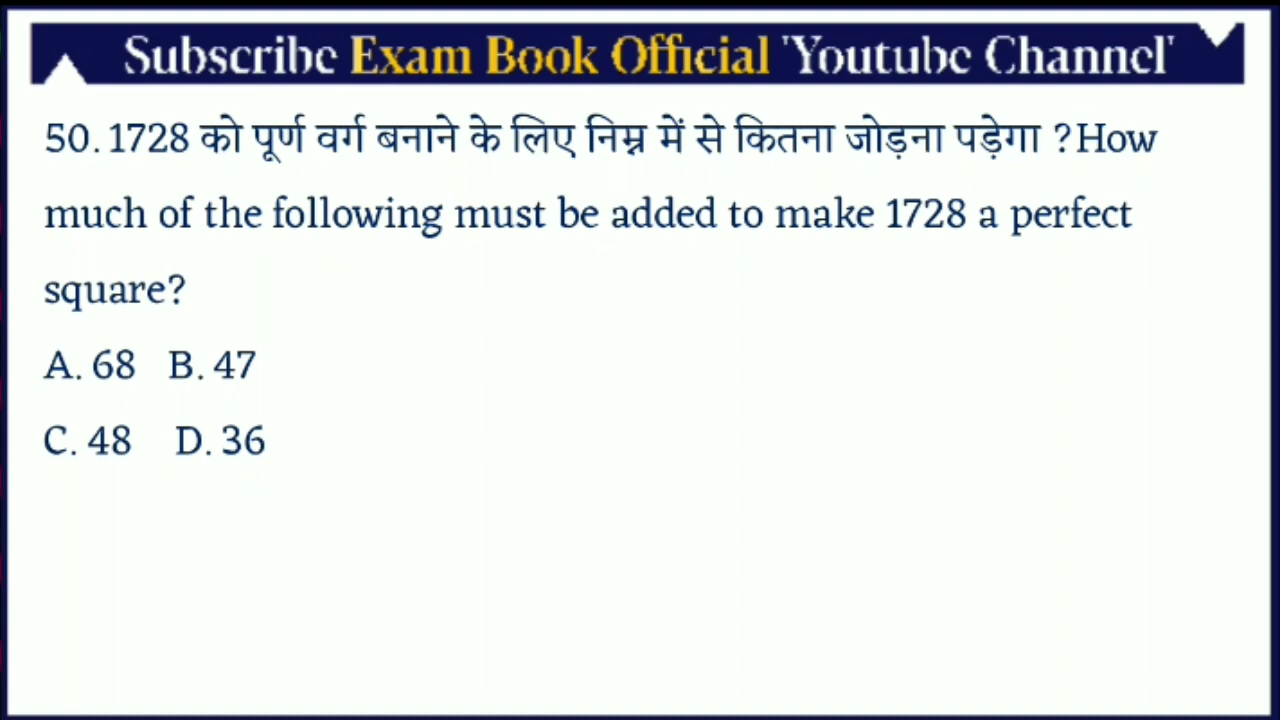 Subscribe Exam Book Official 'Youtube Channel'
50. 1728 को पूर्ण वर्ग बनाने के लिए निम्न में से कितना जोड़ना पड़ेगा ?How
much of the following must be added to make 1728 a perfect
square?
A. 68 B. 47
C. 48 D. 36